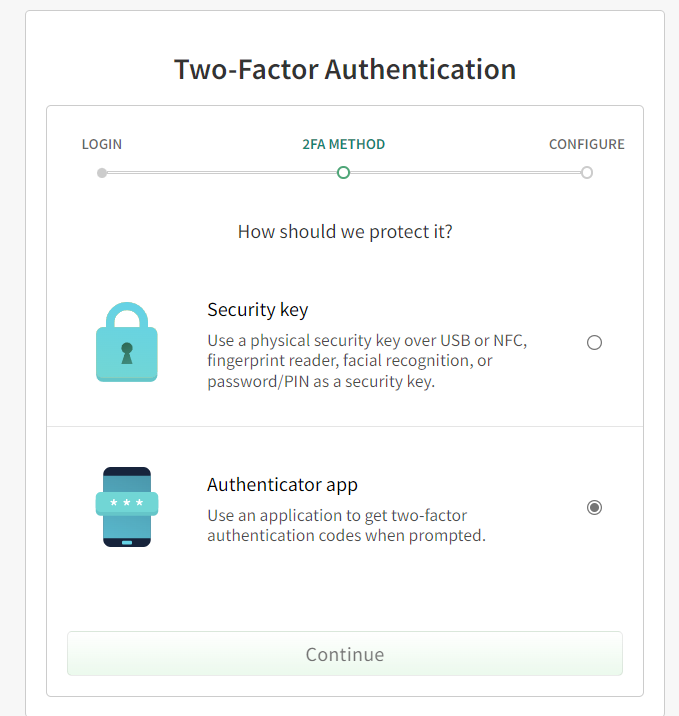 Two-Factor Authentication
LOGIN
2FA METHOD
CONFIGURE
How should we protect it?
Security key
Use a physical security key over USB or NFC,
fingerprint reader, facial recognition, or
password/PIN as a security key.
* * *
Authenticator app
Use an application to get two-factor
authentication codes when prompted.
Continue